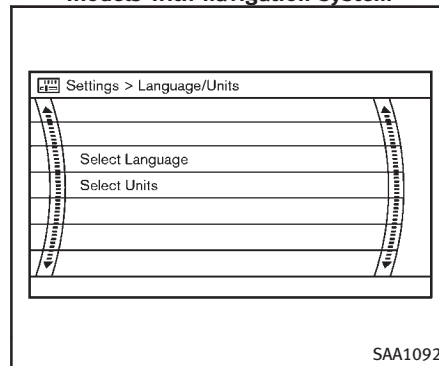 models with navigation system
Settings > Language/Units
Select Language
Select Units
SAA1092